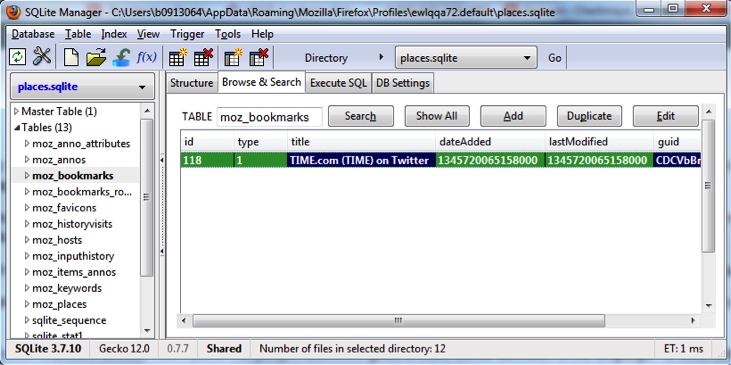 SQLite Manager - C:\Users\b0913064\AppData\Roaming\Mozilla\Firefox\Profiles\ewlqqa72.default\places.sqlite
Database Table Index View Trigger Tools Help
f(x) Directory places.sqlite Go
places.sqlite
Master Table (1)
Tables (13)
moz_anno_attributes
moz_annos
moz_bookmarks
moz_bookmarks_ro...
moz_favicons
moz_historyvisits
moz_hosts
moz_inputhistory
moz_items_annos
moz_keywords
moz_places
sqlite_sequence
sqlite_stat1
Structure Browse & Search Execute SQL DB Settings
TABLE moz_bookmarks Search Show All Add Duplicate Edit
id type title dateAdded lastModified guid
118 1 TIME.com (TIME) on Twitter 1345720065158000 1345720065158000 CDCVbBr
SQLite 3.7.10 Gecko 12.0 0.7.7 Shared Number of files in selected directory: 12 ET: 1 ms